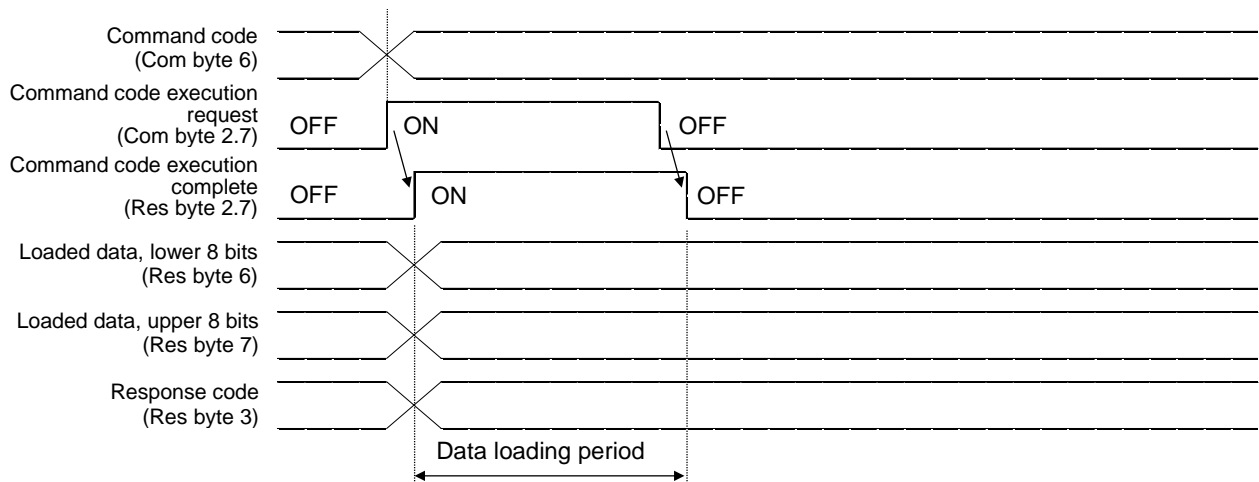 Command code
(Com byte 6)
Command code execution
request
(Com byte 2.7)
OFF
ON
OFF
Command code execution
complete
(Res byte 2.7)
OFF
ON
OFF
Loaded data, lower 8 bits
(Res byte 6)
Loaded data, upper 8 bits
(Res byte 7)
Response code
(Res byte 3)
Data loading period